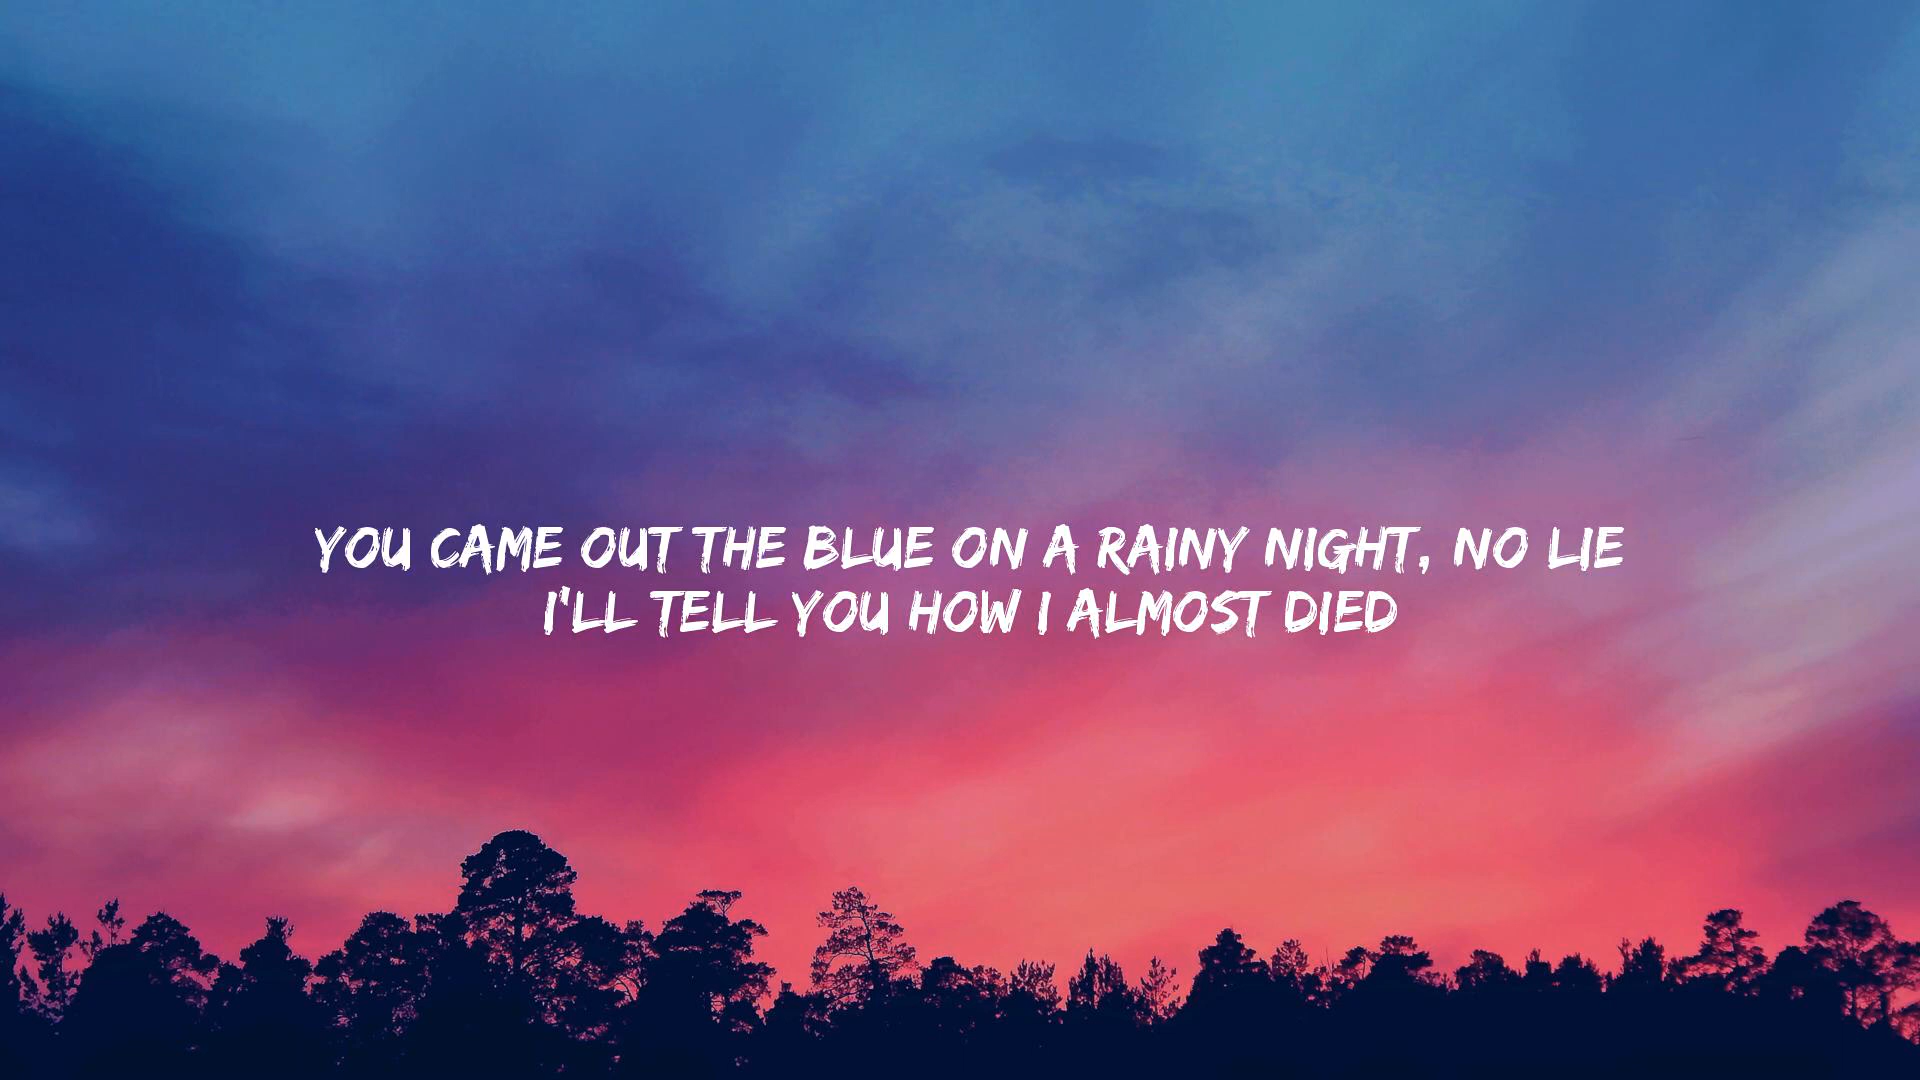 YOU CAME OUT THE BLUE ON A RAINY NIGHT, NO LIE
I'LL TELL YOU HOW I ALMOST DIED